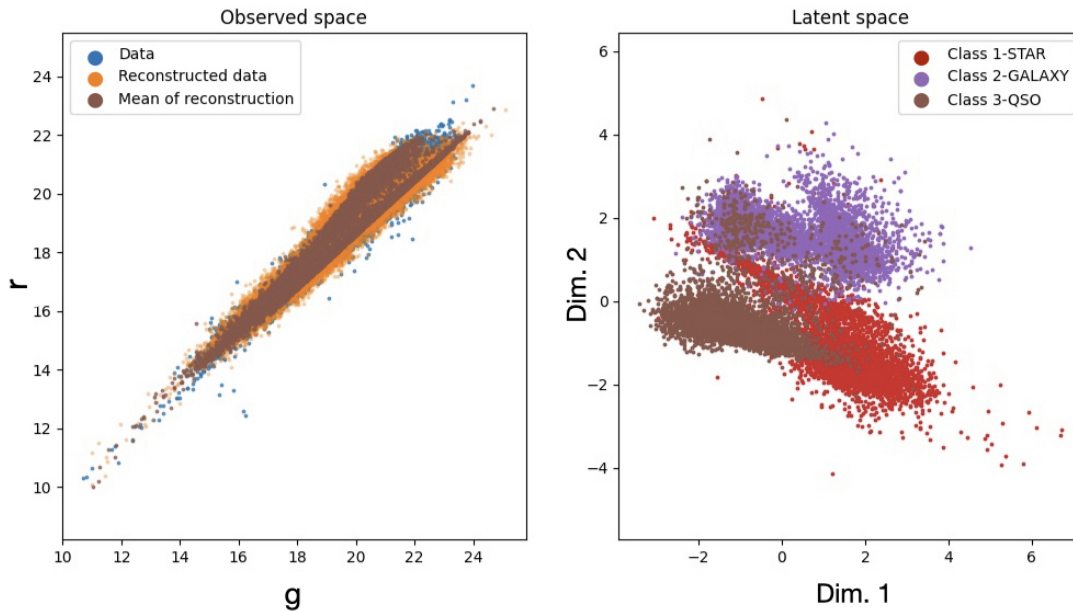 Observed space
Data
Reconstructed data
Mean of reconstruction
24
22
20
18
16
14
12
10
r
10 12 14 16 18 20 22 24
g
Latent space
Class 1-STAR
Class 2-GALAXY
Class 3-QSO
6
4
2
0
−2
−4
Dim. 2
−2 0 2 4 6
Dim. 1